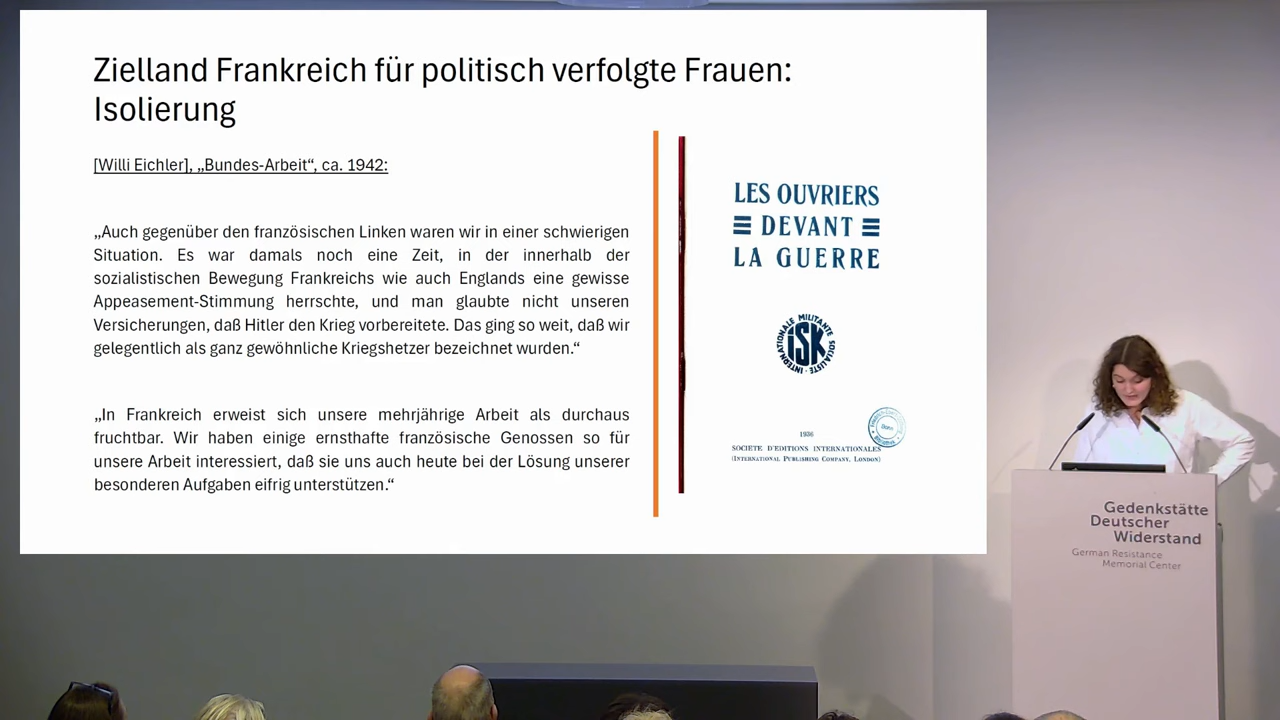 Zielland Frankreich für politisch verfolgte Frauen:
Isolierung
[Willi Eichler], „Bundes-Arbeit“, ca. 1942:
„Auch gegenüber den französischen Linken waren wir in einer schwierigen
Situation. Es war damals noch eine Zeit, in der innerhalb der
sozialistischen Bewegung Frankreichs wie auch Englands eine gewisse
Appeasement-Stimmung herrschte, und man glaubte nicht unseren
Versicherungen, daß Hitler den Krieg vorbereitete. Das ging so weit, daß wir
gelegentlich als ganz gewöhnliche Kriegshetzer bezeichnet wurden.“
„In Frankreich erweist sich unsere mehrjährige Arbeit als durchaus
fruchtbar. Wir haben einige ernsthafte französische Genossen so für
unsere Arbeit interessiert, daß sie uns auch heute bei der Lösung unserer
besonderen Aufgaben eifrig unterstützen.“
LES OUVRIERS
DEVANT
LA GUERRE
INTERNATIONALE MILITANTE SOCIALISTE
ISK
Bonn
1936
SOCIETE D'EDITIONS INTERNATIONALES
(INTERNATIONAL PUBLISHING COMPANY, LONDON)
Gedenkstätte
Deutscher
Widerstand
German Resistance
Memorial Center